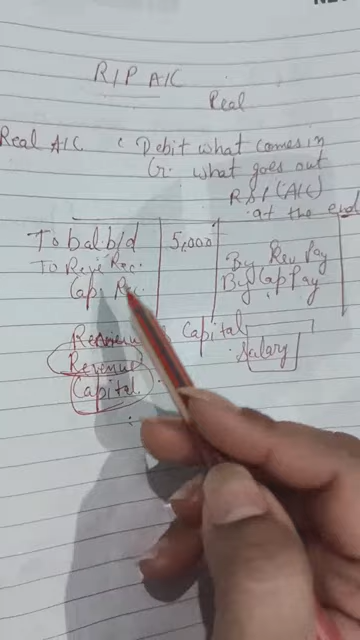 R/P A/C
Real
Real A/C : Debit what comes in
Cr. what goes out
R&P (A/C)
at the end
To bal. b/d 5,000
To Reve Rec.
Cap. Rec.
By Rev Pay
By Cap Pay
Revenue & Capital
Revenue
Salary
Capital